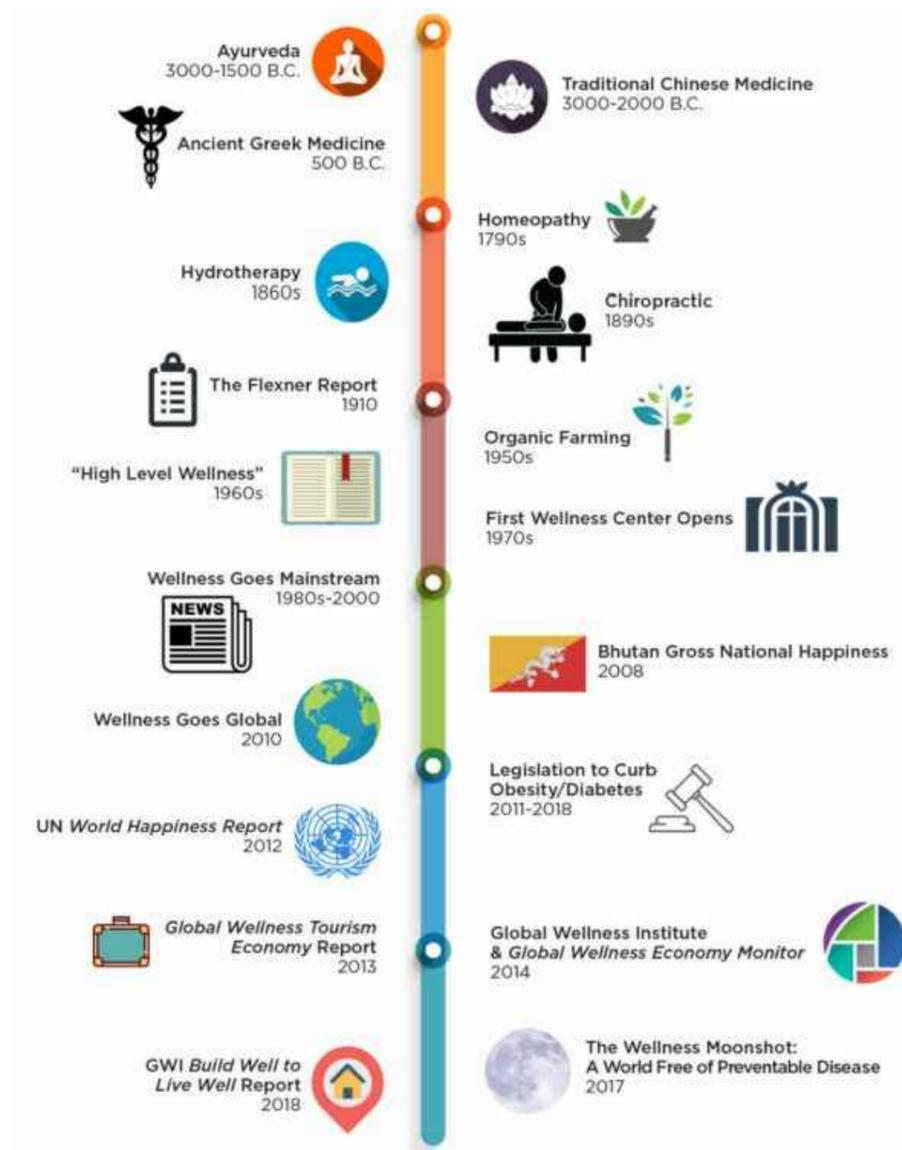 Ayurveda
3000-1500 B.C.
Traditional Chinese Medicine
3000-2000 B.C.
Ancient Greek Medicine
500 B.C.
Homeopathy
1790s
Hydrotherapy
1860s
Chiropractic
1890s
The Flexner Report
1910
Organic Farming
1950s
“High Level Wellness”
1960s
First Wellness Center Opens
1970s
Wellness Goes Mainstream
1980s-2000
NEWS
Bhutan Gross National Happiness
2008
Wellness Goes Global
2010
Legislation to Curb
Obesity/Diabetes
2011-2018
UN World Happiness Report
2012
Global Wellness Tourism
Economy Report
2013
Global Wellness Institute
& Global Wellness Economy Monitor
2014
The Wellness Moonshot:
A World Free of Preventable Disease
2017
GWI Build Well to
Live Well Report
2018